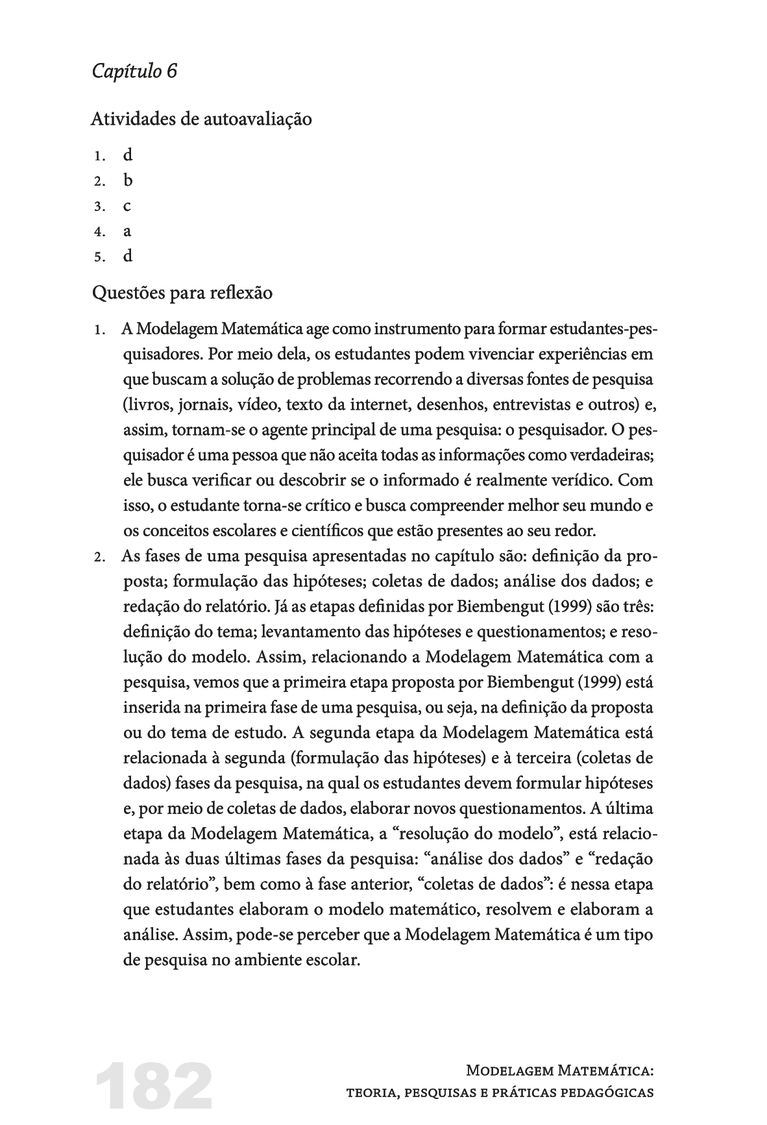 Capítulo 6
Atividades de autoavaliação
1. d
2. b
3. c
4. a
5. d
Questões para reflexão
1. A Modelagem Matemática age como instrumento para formar estudantes-pes-
quisadores. Por meio dela, os estudantes podem vivenciar experiências em
que buscam a solução de problemas recorrendo a diversas fontes de pesquisa
(livros, jornais, vídeo, texto da internet, desenhos, entrevistas e outros) e,
assim, tornam-se o agente principal de uma pesquisa: o pesquisador. O pes-
quisador é uma pessoa que não aceita todas as informações como verdadeiras;
ele busca verificar ou descobrir se o informado é realmente verídico. Com
isso, o estudante torna-se crítico e busca compreender melhor seu mundo e
os conceitos escolares e científicos que estão presentes ao seu redor.
2. As fases de uma pesquisa apresentadas no capítulo são: definição da pro-
posta; formulação das hipóteses; coletas de dados; análise dos dados; e
redação do relatório. Já as etapas definidas por Biembengut (1999) são três:
definição do tema; levantamento das hipóteses e questionamentos; e reso-
lução do modelo. Assim, relacionando a Modelagem Matemática com a
pesquisa, vemos que a primeira etapa proposta por Biembengut (1999) está
inserida na primeira fase de uma pesquisa, ou seja, na definição da proposta
ou do tema de estudo. A segunda etapa da Modelagem Matemática está
relacionada à segunda (formulação das hipóteses) e à terceira (coletas de
dados) fases da pesquisa, na qual os estudantes devem formular hipóteses
e, por meio de coletas de dados, elaborar novos questionamentos. A última
etapa da Modelagem Matemática, a “resolução do modelo”, está relacio-
nada às duas últimas fases da pesquisa: “análise dos dados” e “redação
do relatório”, bem como à fase anterior, “coletas de dados”: é nessa etapa
que estudantes elaboram o modelo matemático, resolvem e elaboram a
análise. Assim, pode-se perceber que a Modelagem Matemática é um tipo
de pesquisa no ambiente escolar.
182
Modelagem Matemática:
teoria, pesquisas e práticas pedagógicas